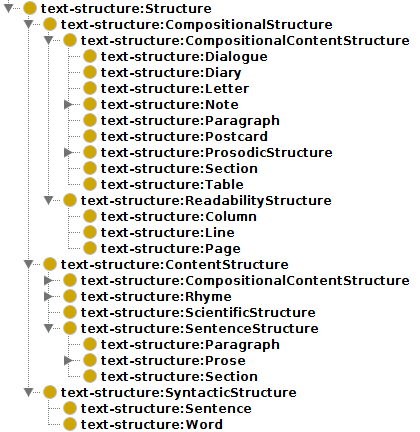 text-structure:Structure
text-structure:CompositionalStructure
text-structure:CompositionalContentStructure
text-structure:Dialogue
text-structure:Diary
text-structure:Letter
text-structure:Note
text-structure:Paragraph
text-structure:Postcard
text-structure:ProsodicStructure
text-structure:Section
text-structure:Table
text-structure:ReadabilityStructure
text-structure:Column
text-structure:Line
text-structure:Page
text-structure:ContentStructure
text-structure:CompositionalContentStructure
text-structure:Rhyme
text-structure:ScientificStructure
text-structure:SentenceStructure
text-structure:Paragraph
text-structure:Prose
text-structure:Section
text-structure:SyntacticStructure
text-structure:Sentence
text-structure:Word